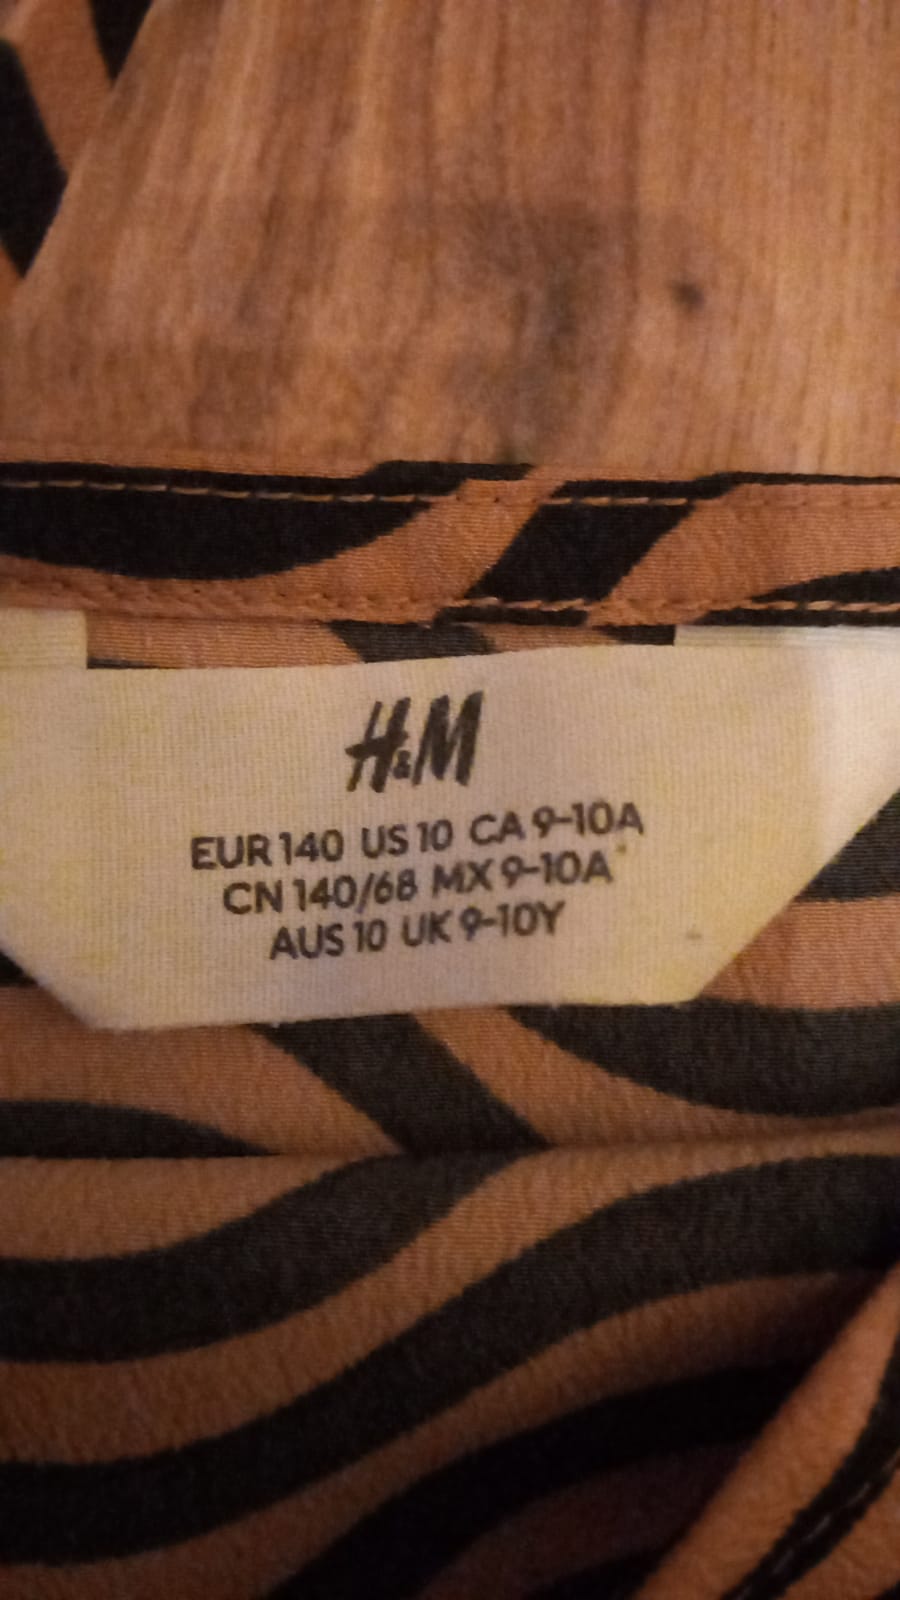 H&M
EUR 140 US 10 CA 9-10A
CN 140/68 MX 9-10A
AUS 10 UK 9-10Y